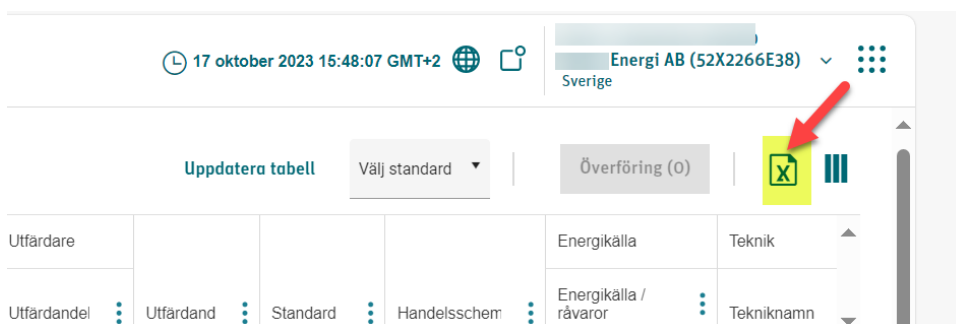 17 oktober 2023 15:48:07 GMT+2
Energi AB (52X2266E38)
Sverige
Uppdatera tabell
Välj standard
Överföring (0)
X
Utfärdare
Energikälla
Teknik
Utfärdandel
Utfärdand
Standard
Handelsschem
Energikälla /
råvaror
Tekniknamn